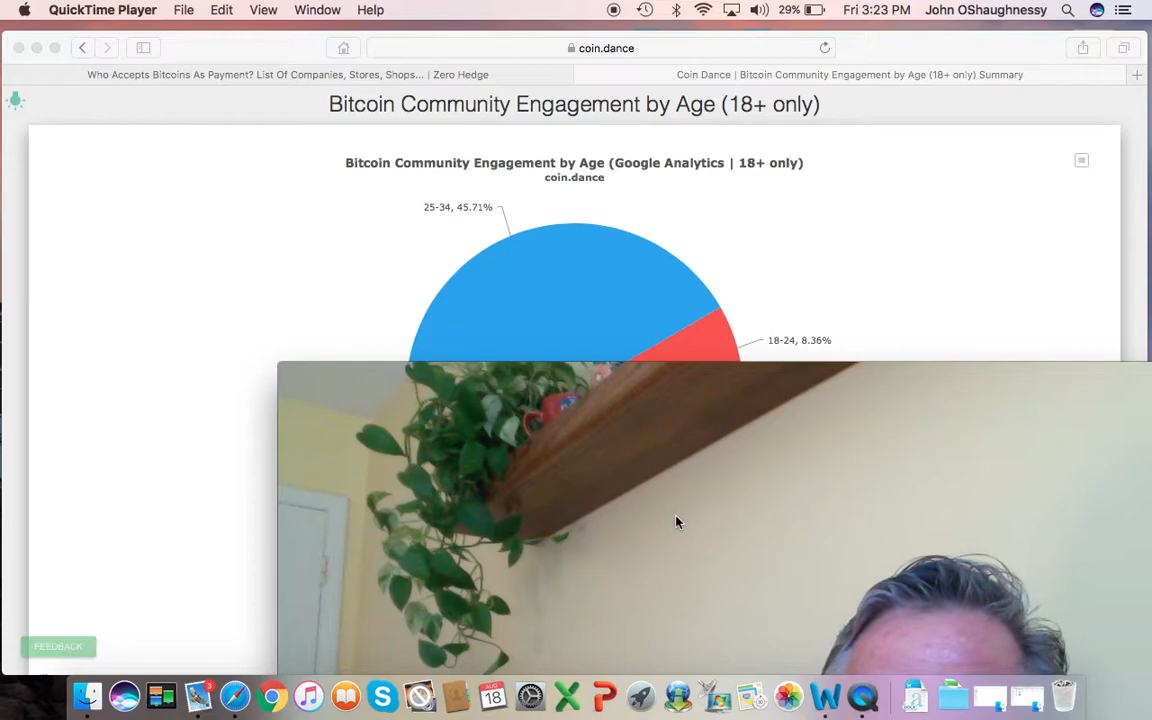 QuickTime Player File Edit View Window Help 29% Fri 3:23 PM John OShaughnessy
coin.dance
Who Accepts Bitcoins As Payment? List Of Companies, Stores, Shops... | Zero Hedge
Coin Dance | Bitcoin Community Engagement by Age (18+ only) Summary
Bitcoin Community Engagement by Age (18+ only)
Bitcoin Community Engagement by Age (Google Analytics | 18+ only)
coin.dance
25-34, 45.71%
18-24, 8.36%
FEEDBACK
3
AUG
18